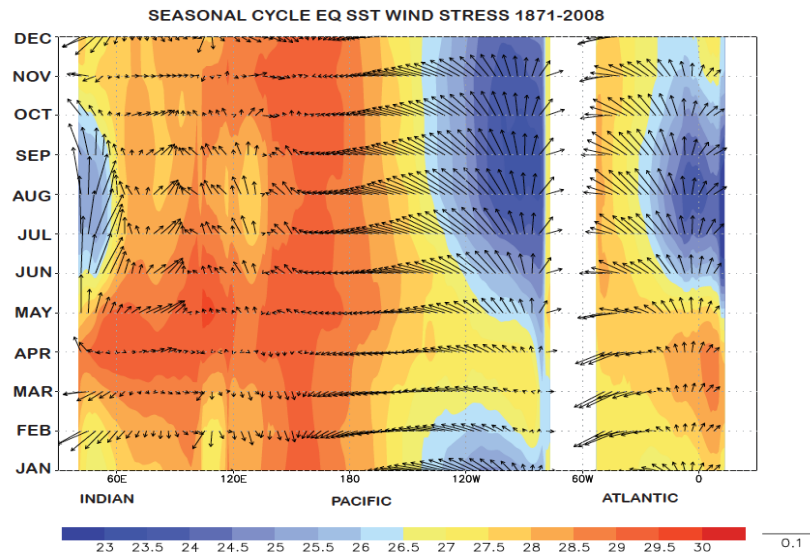 SEASONAL CYCLE EQ SST WIND STRESS 1871-2008
DEC
NOV
OCT
SEP
AUG
JUL
JUN
MAY
APR
MAR
FEB
JAN
60E 120E 180 120W 60W 0
INDIAN PACIFIC ATLANTIC
23 23.5 24 24.5 25.5 26 26.5 27 27.5 28 28.5 29 29.5 30
0.1